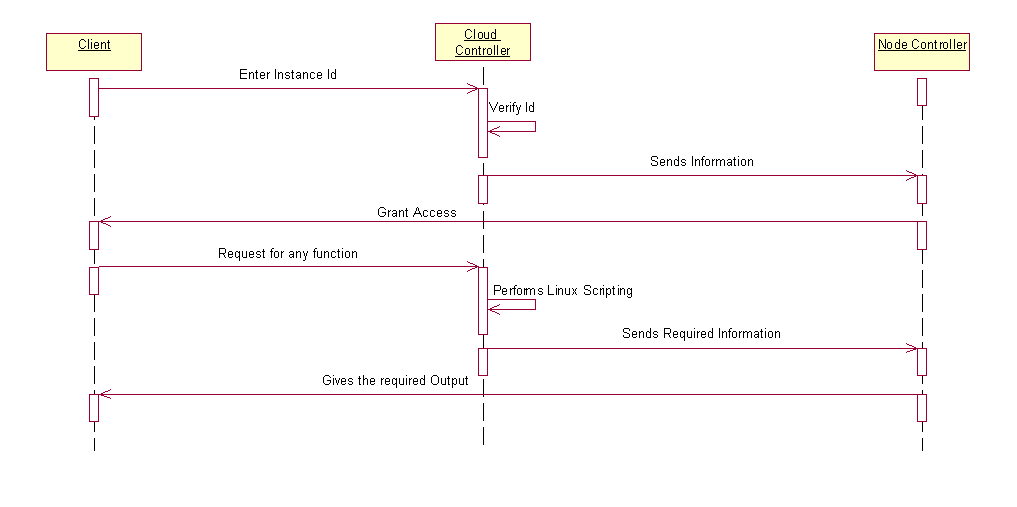 Client
Cloud
Controller
Node Controller
Enter Instance Id
Verify Id
Sends Information
Grant Access
Request for any function
Performs Linux Scripting
Sends Required Information
Gives the required Output